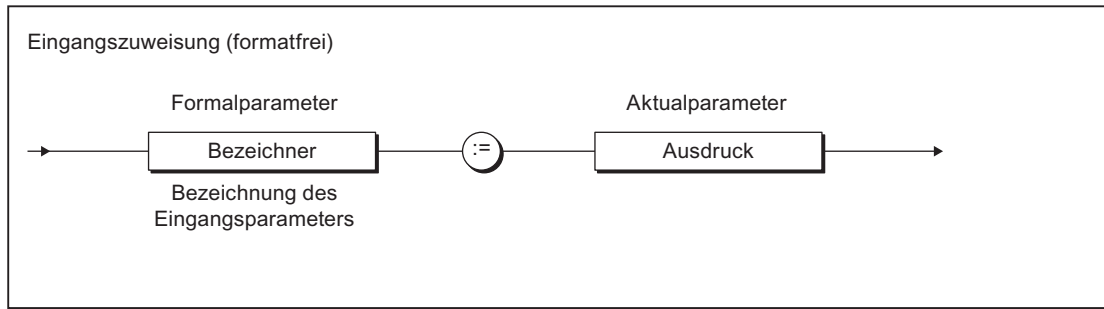 Eingangszuweisung (formatfrei)
Formalparameter
Aktualparameter
Bezeichner
:=
Ausdruck
Bezeichnung des
Eingangsparameters